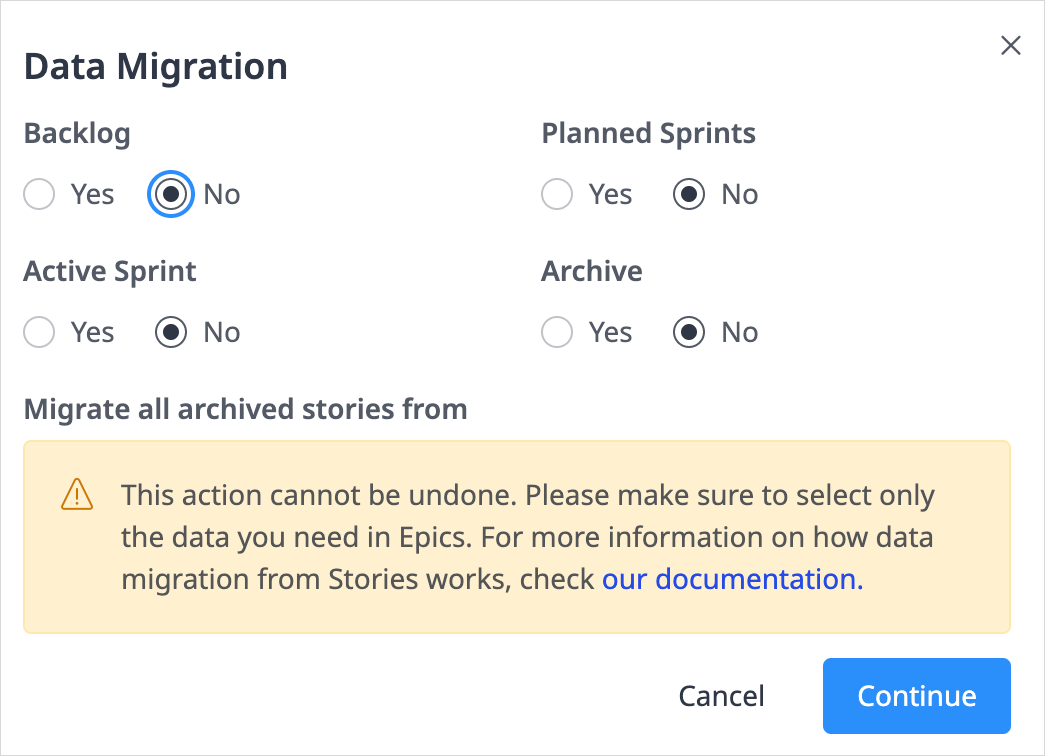 Data Migration
Backlog
Yes No
Planned Sprints
Yes No
Active Sprint
Yes No
Archive
Yes No
Migrate all archived stories from
This action cannot be undone. Please make sure to select only
the data you need in Epics. For more information on how data
migration from Stories works, check our documentation.
Cancel
Continue